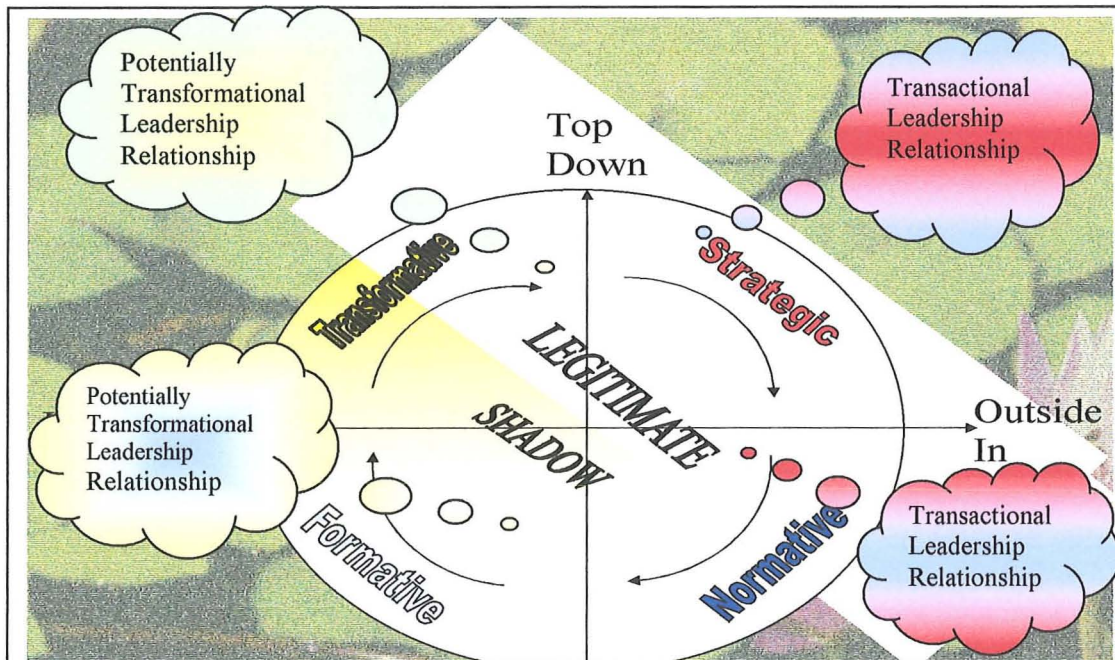 Potentially
Transformational
Leadership
Relationship
Top
Down
Transactional
Leadership
Relationship
Transformative
Strategic
LEGITIMATE
SHADOW
Potentially
Transformational
Leadership
Relationship
Outside
In
Formative
Normative
Transactional
Leadership
Relationship